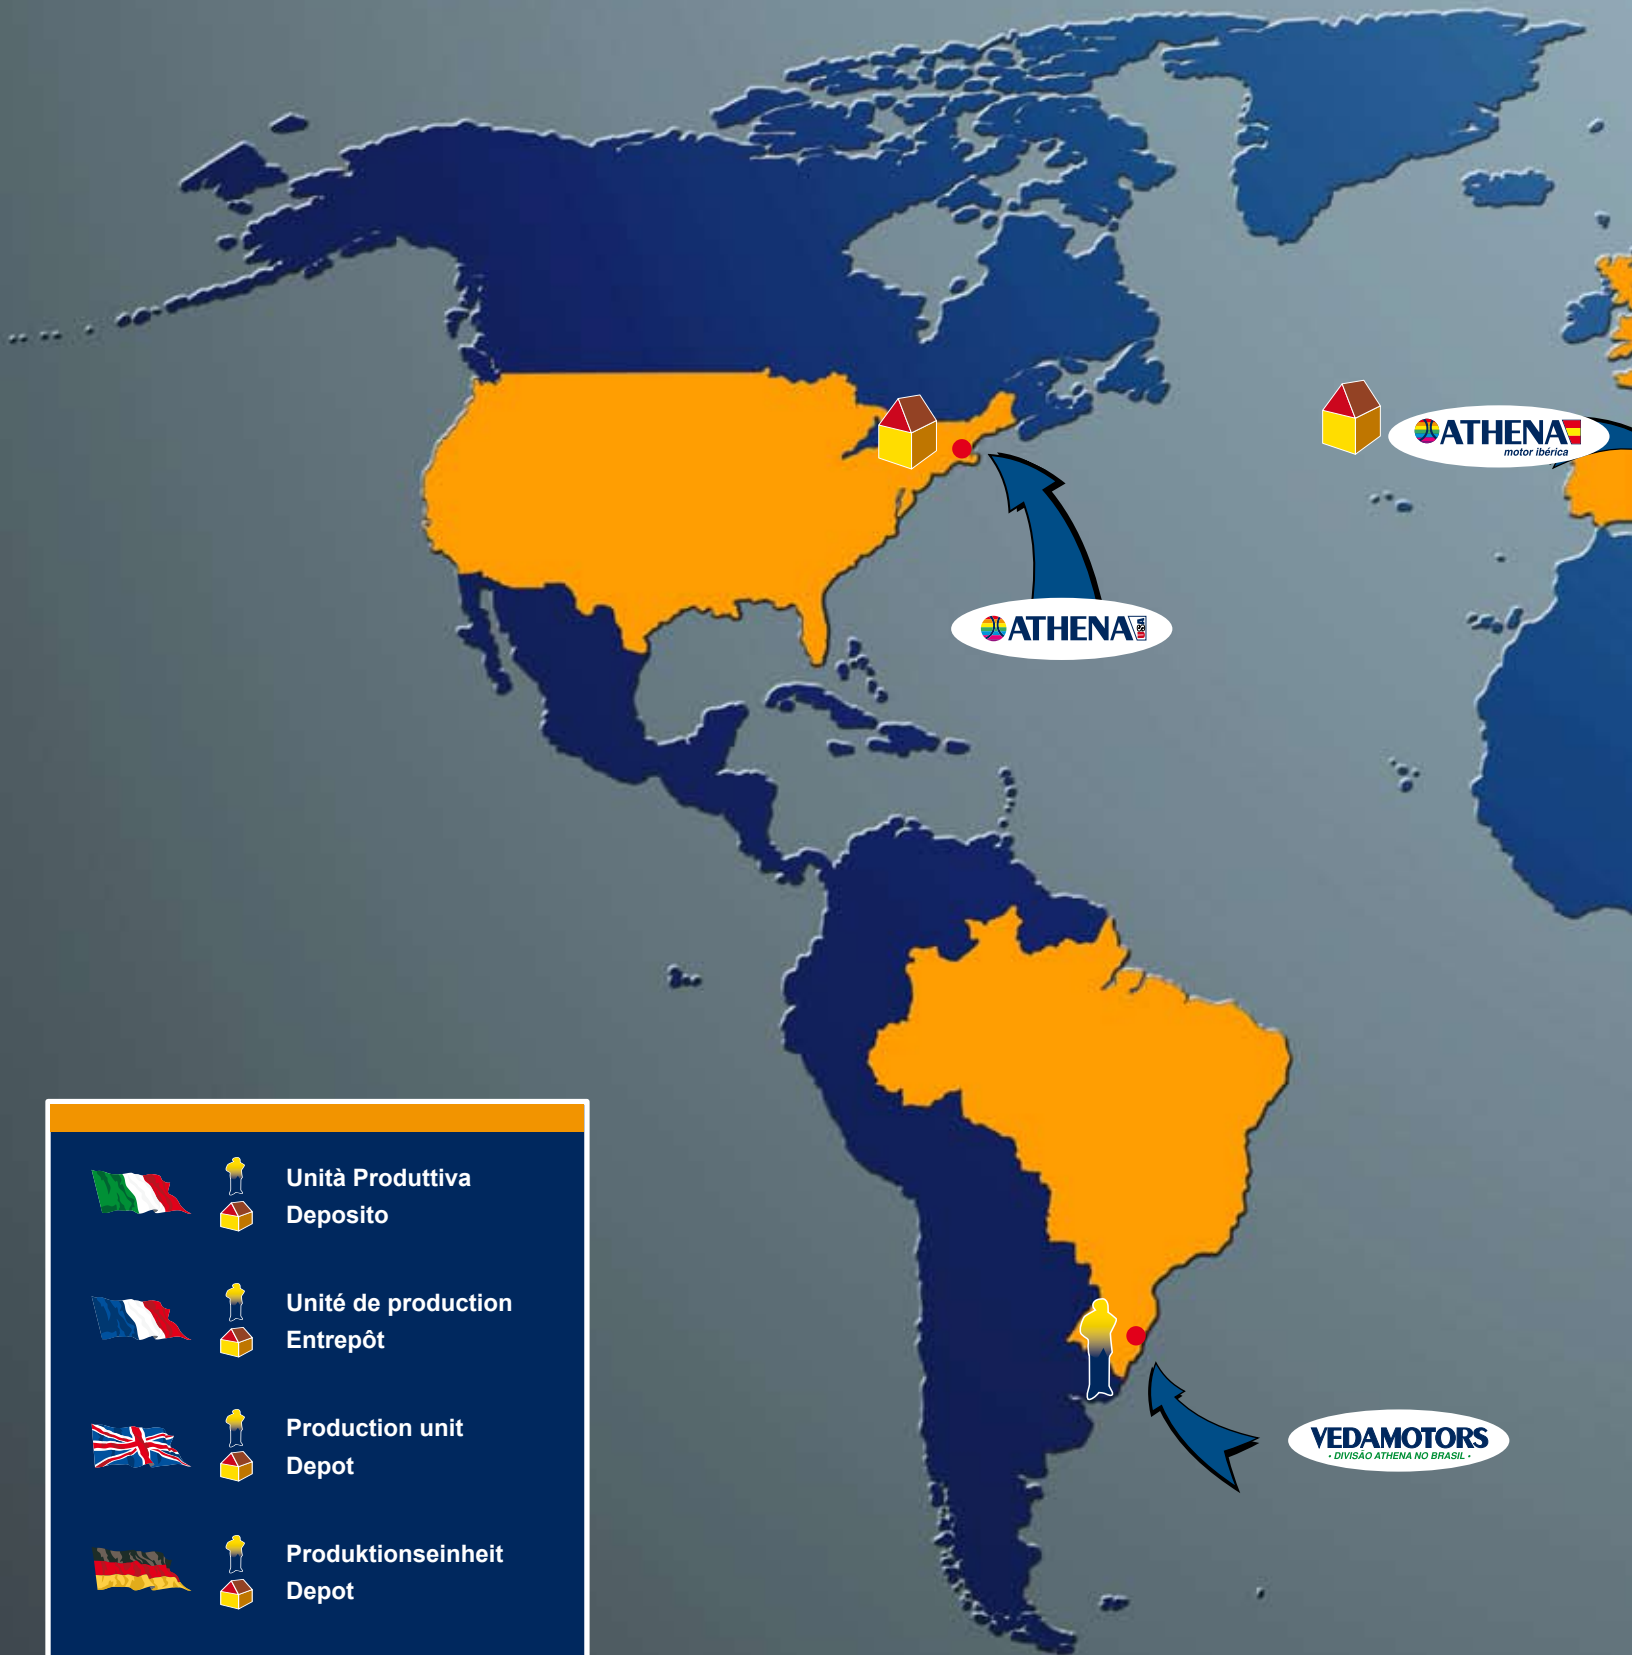 ATHENA
motor ibérica
ATHENA USA
Unità Produttiva
Deposito
Unité de production
Entrepôt
Production unit
Depot
Produktionseinheit
Depot
VEDAMOTORS
• DIVISÃO ATHENA NO BRASIL •